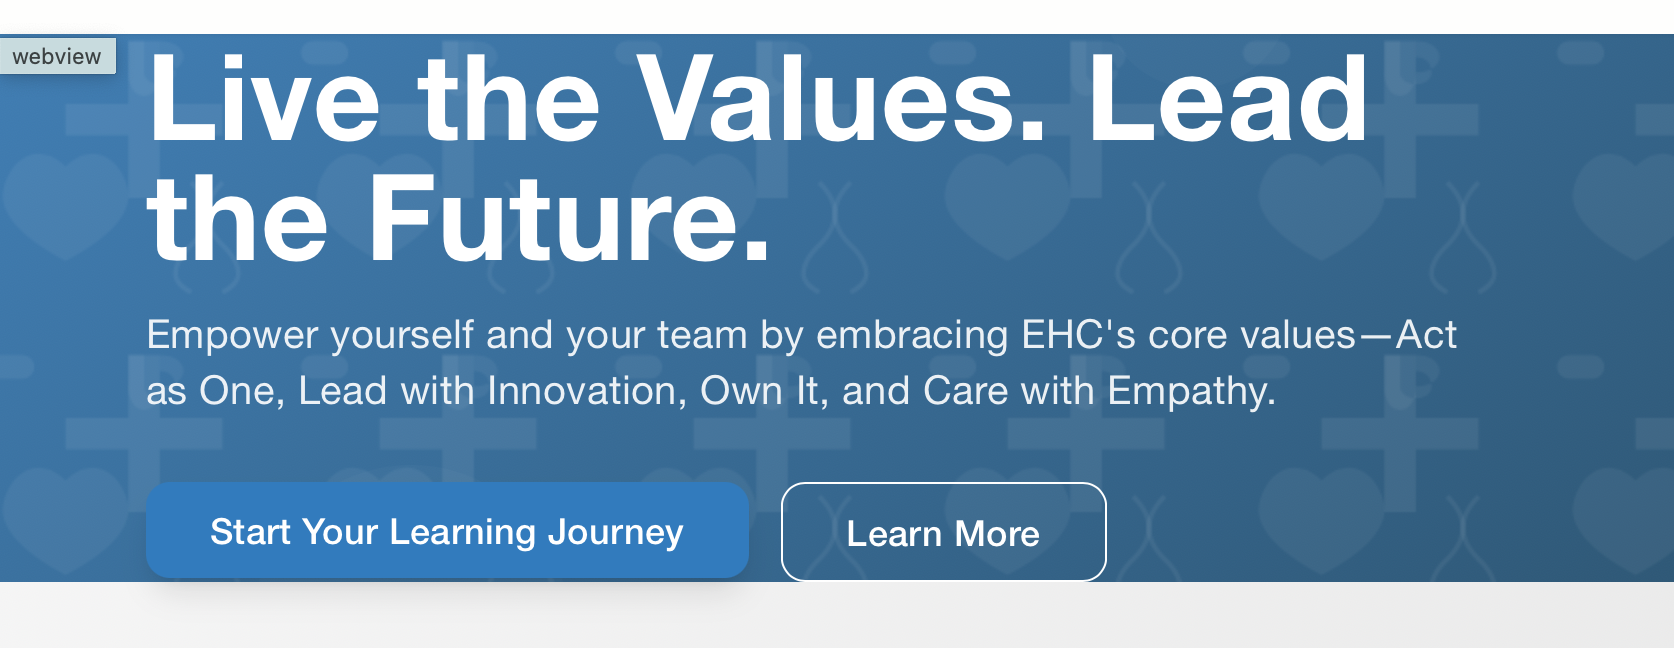 webview
Live the Values. Lead
the Future.
Empower yourself and your team by embracing EHC's core values—Act
as One, Lead with Innovation, Own It, and Care with Empathy.
Start Your Learning Journey
Learn More